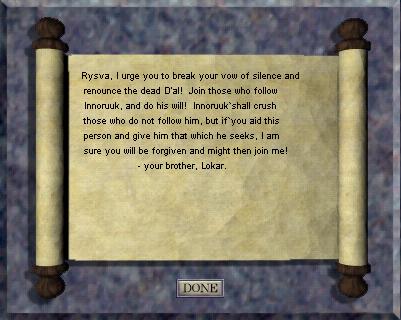 Rysva, I urge you to break your vow of silence and
renounce the dead D'al! Join those who follow
Innoruuk, and do his will! Innoruuk`shall crush
those who do not follow him, but if`you aid this
person and give him that which he seeks, I am
sure you will be forgiven and might then join me!
- your brother, Lokar.
DONE